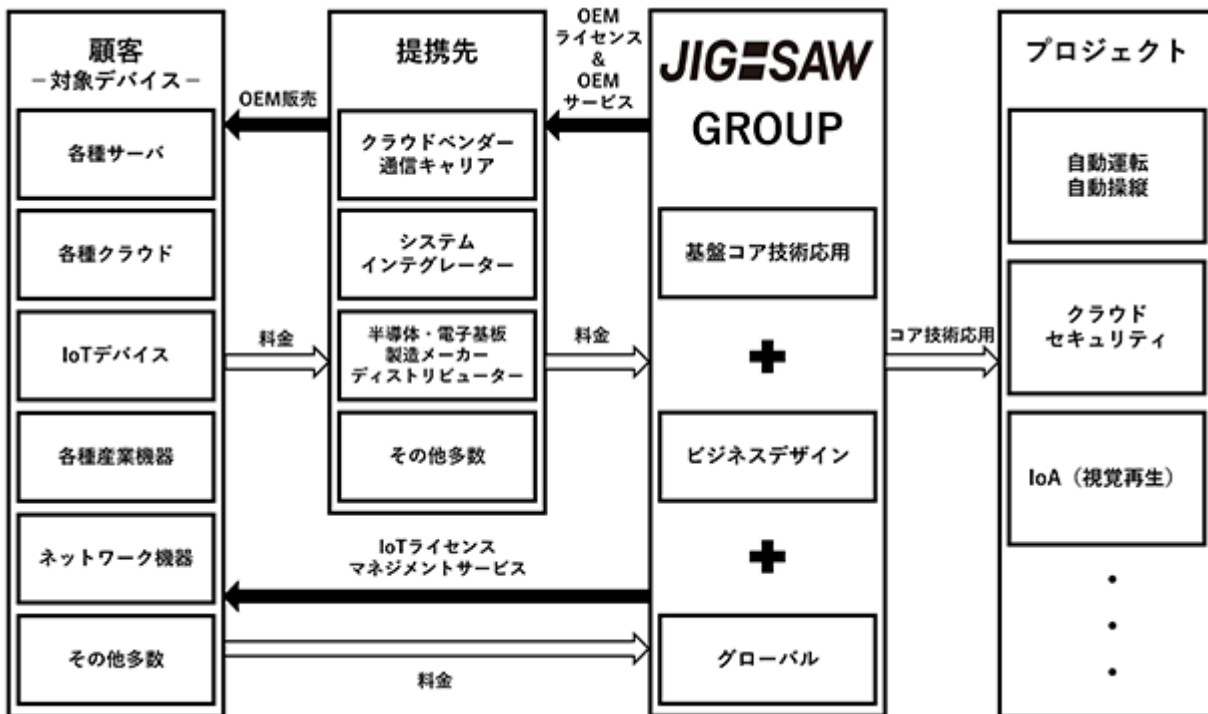 顧客
－対象デバイス－
各種サーバ
各種クラウド
IoTデバイス
各種産業機器
ネットワーク機器
その他多数
OEM販売
料金
提携先
クラウドベンダー
通信キャリア
システム
インテグレーター
半導体・電子基板
製造メーカー
ディストリビューター
その他多数
OEM
ライセンス
&
OEM
サービス
料金
IoTライセンス
マネジメントサービス
料金
JIG-SAW
GROUP
基盤コア技術応用
+
ビジネスデザイン
+
グローバル
コア技術応用
プロジェクト
自動運転
自動操縦
クラウド
セキュリティ
IoA（視覚再生）
・
・
・